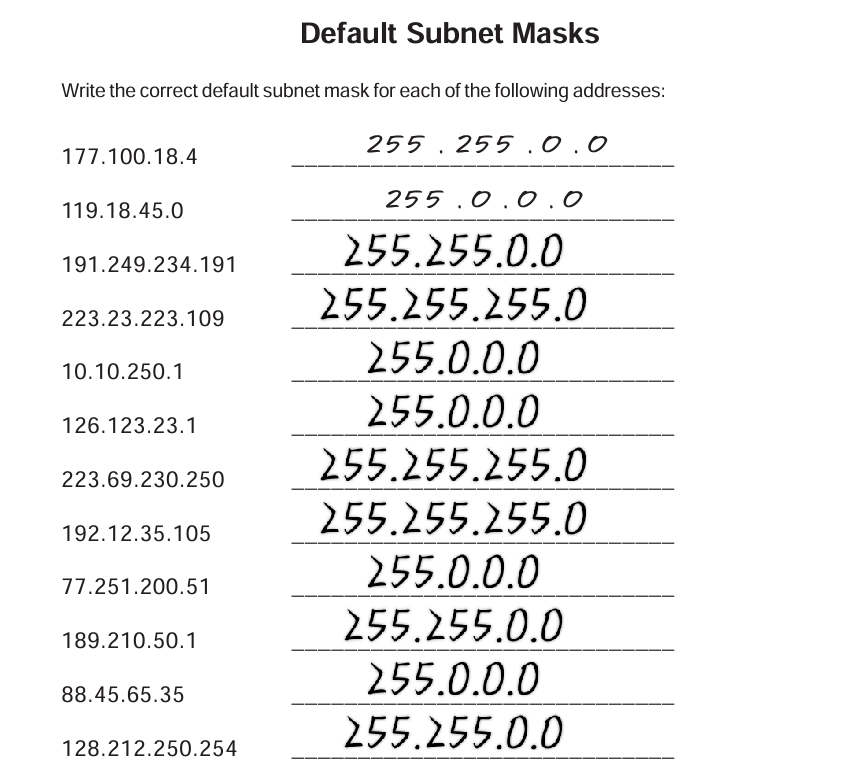 Default Subnet Masks
Write the correct default subnet mask for each of the following addresses:
177.100.18.4 255 . 255 . 0 . 0
119.18.45.0 255 . 0 . 0 . 0
191.249.234.191 255.255.0.0
223.23.223.109 255.255.255.0
10.10.250.1 255.0.0.0
126.123.23.1 255.0.0.0
223.69.230.250 255.255.255.0
192.12.35.105 255.255.255.0
77.251.200.51 255.0.0.0
189.210.50.1 255.255.0.0
88.45.65.35 255.0.0.0
128.212.250.254 255.255.0.0